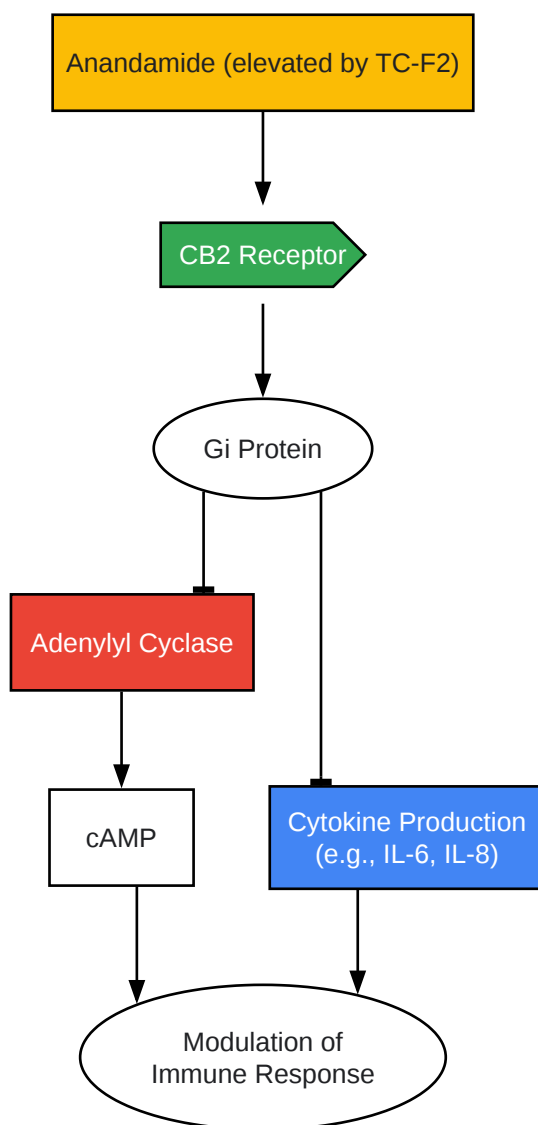 Anandamide (elevated by TC-F2)
CB2 Receptor
Gi Protein
Adenylyl Cyclase
cAMP
Cytokine Production
(e.g., IL-6, IL-8)
Modulation of
Immune Response